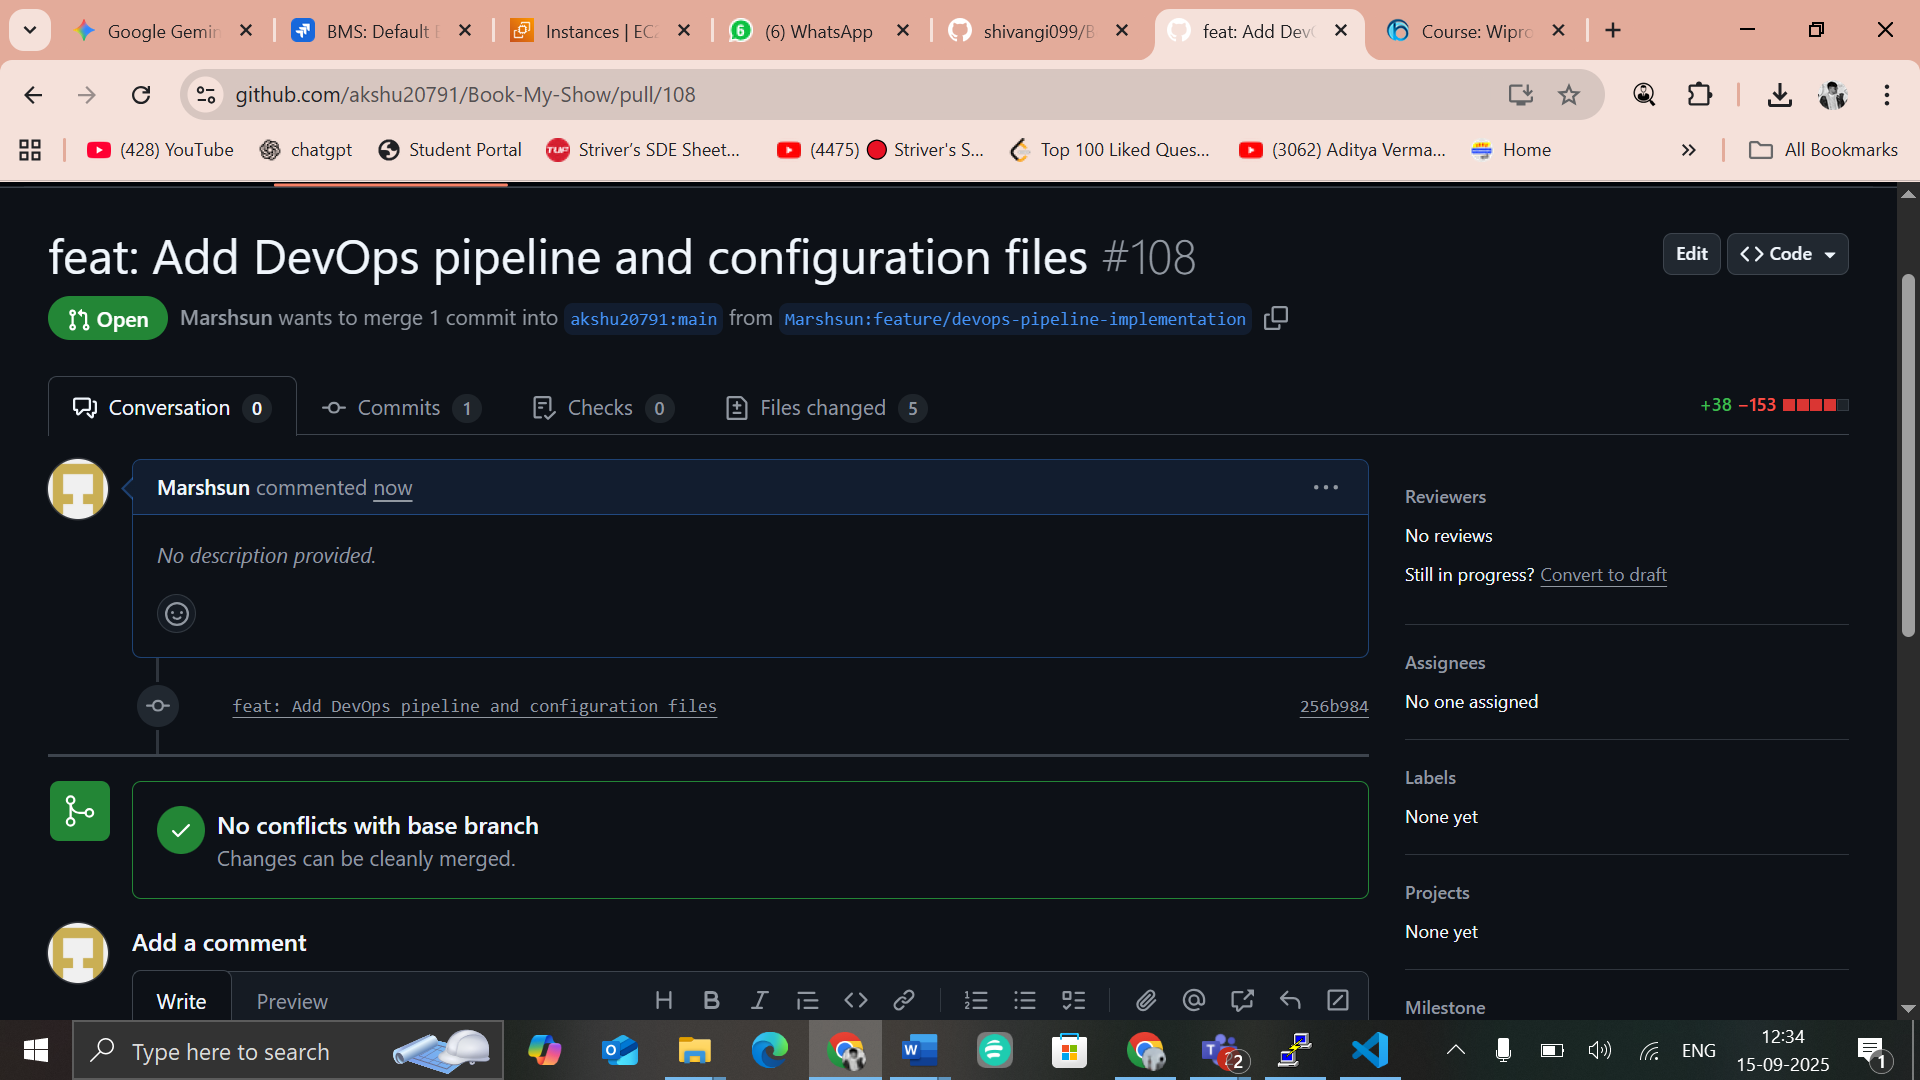 Google Gemin
BMS: Default
Instances | EC2
(6) WhatsApp
shivangi099/B
feat: Add DevO
Course: Wipro
github.com/akshu20791/Book-My-Show/pull/108
(428) YouTube
chatgpt
Student Portal
Striver's SDE Sheet...
(4475) 🔴 Striver's S...
Top 100 Liked Ques...
(3062) Aditya Verma...
Home
»
All Bookmarks
feat: Add DevOps pipeline and configuration files #108
Edit
Code
Open
Marshsun wants to merge 1 commit into akshu20791:main from Marshsun:feature/devops-pipeline-implementation
Conversation 0
Commits 1
Checks 0
Files changed 5
+38 −153
Marshsun commented now
No description provided.
feat: Add DevOps pipeline and configuration files
256b984
No conflicts with base branch
Changes can be cleanly merged.
Add a comment
Write
Preview
Reviewers
No reviews
Still in progress? Convert to draft
Assignees
No one assigned
Labels
None yet
Projects
None yet
Milestone
Type here to search
2
ENG
12:34
15-09-2025
1